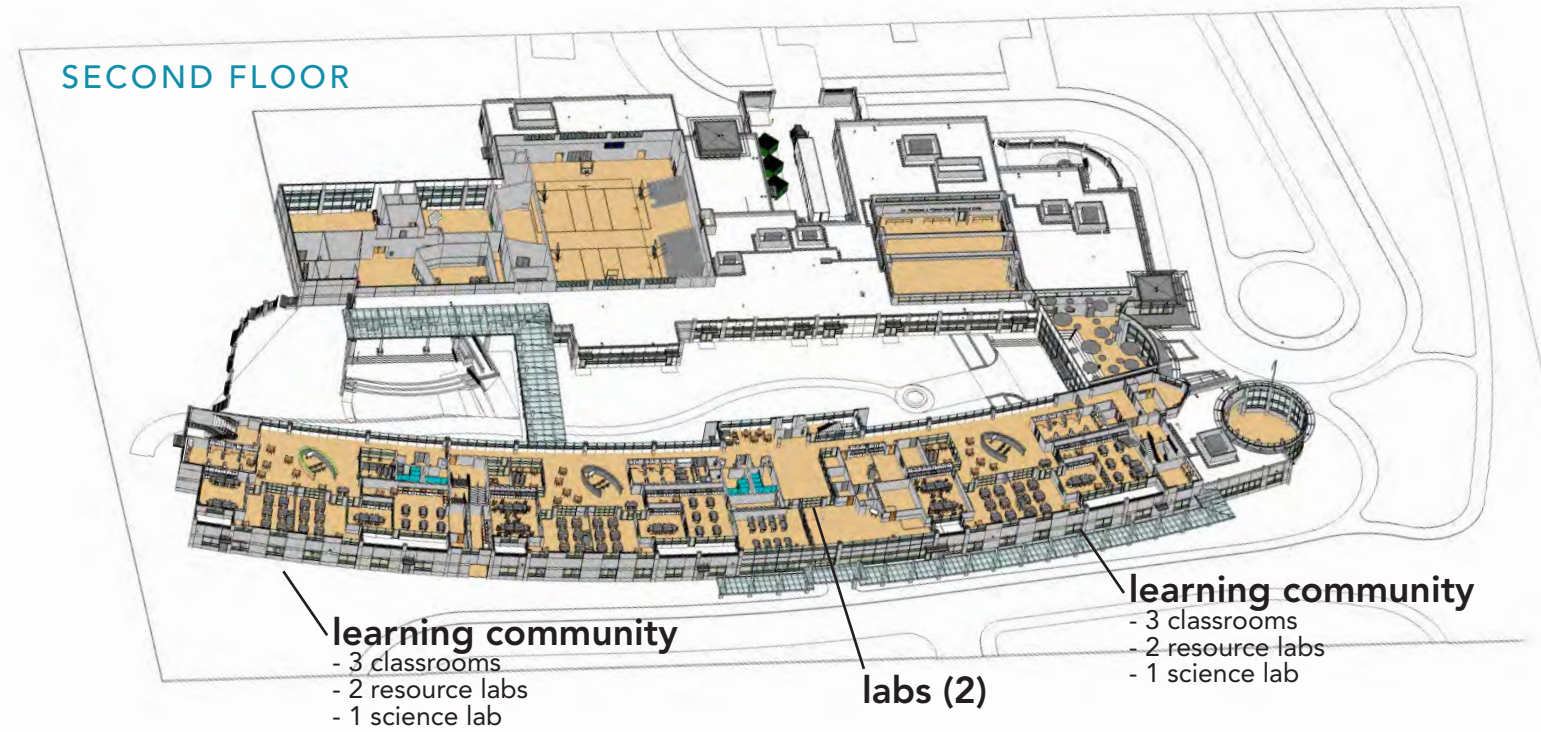 SECOND FLOOR
learning community
- 3 classrooms
- 2 resource labs
- 1 science lab
labs (2)
learning community
- 3 classrooms
- 2 resource labs
- 1 science lab